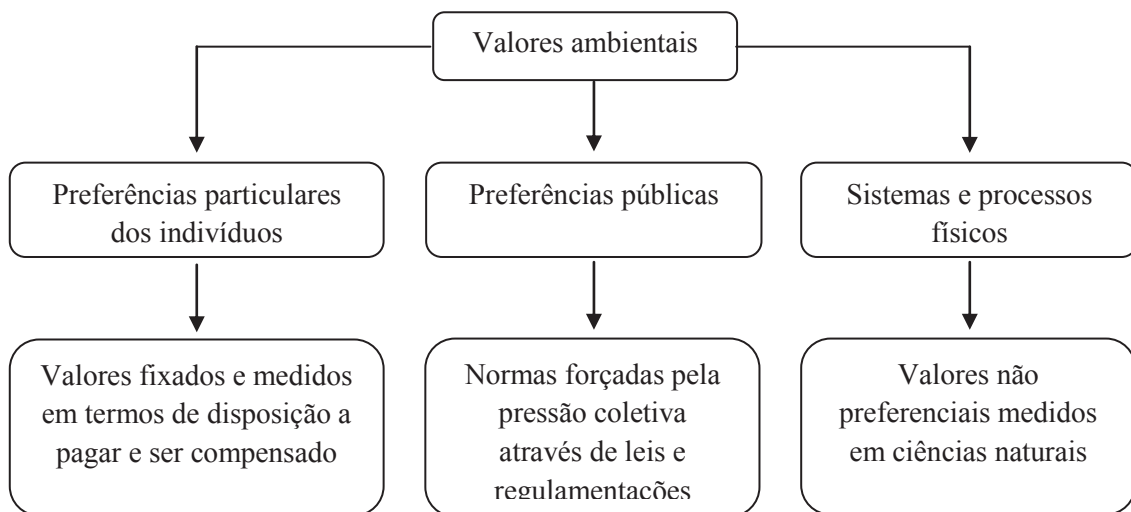 Valores ambientais
Preferências particulares
dos indivíduos
Preferências públicas
Sistemas e processos
físicos
Valores fixados e medidos
em termos de disposição a
pagar e ser compensado
Normas forçadas pela
pressão coletiva
através de leis e
regulamentações
Valores não
preferenciais medidos
em ciências naturais